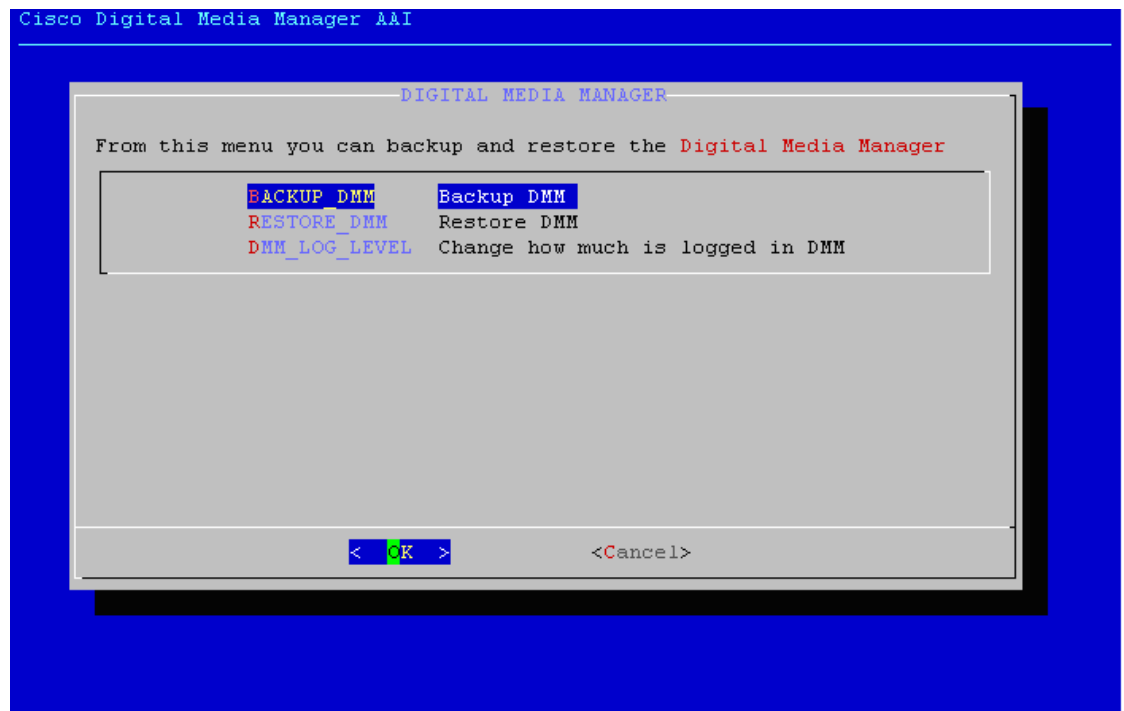 Cisco Digital Media Manager AAI
DIGITAL MEDIA MANAGER
From this menu you can backup and restore the Digital Media Manager
BACKUP_DMM Backup DMM
RESTORE_DMM Restore DMM
DMM_LOG_LEVEL Change how much is logged in DMM
< OK > <Cancel>